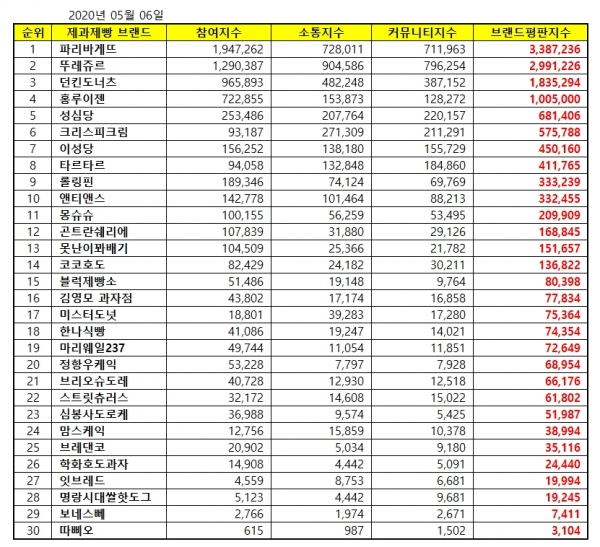 2020년 05월 06일
순위 제과제빵 브랜드 참여지수 소통지수 커뮤니티지수 브랜드평판지수
1 파리바게뜨 1,947,262 728,011 711,963 3,387,236
2 뚜레쥬르 1,290,387 904,586 796,254 2,991,226
3 던킨도너츠 965,893 482,248 387,152 1,835,294
4 홍루이젠 722,855 153,873 128,272 1,005,000
5 성심당 253,486 207,764 220,157 681,406
6 크리스피크림 93,187 271,309 211,291 575,788
7 이성당 156,252 138,180 155,729 450,160
8 타르타르 94,058 132,848 184,860 411,765
9 롤링핀 189,346 74,124 69,769 333,239
10 앤티앤스 142,778 101,464 88,213 332,455
11 몽슈슈 100,155 56,259 53,495 209,909
12 곤트란쉐리에 107,839 31,880 29,126 168,845
13 못난이꽈배기 104,509 25,366 21,782 151,657
14 코코호도 82,429 24,182 30,211 136,822
15 블럭제빵소 51,486 19,148 9,764 80,398
16 김영모 과자점 43,802 17,174 16,858 77,834
17 미스터도넛 18,801 39,283 17,280 75,364
18 한나식빵 41,086 19,247 14,021 74,354
19 마리웨일237 49,744 11,054 11,851 72,649
20 정항우케익 53,228 7,797 7,928 68,954
21 브리오슈도레 40,728 12,930 12,518 66,176
22 스트릿츄러스 32,172 14,608 15,022 61,802
23 심봉사도로케 36,988 9,574 5,425 51,987
24 맘스케익 12,756 15,859 10,378 38,994
25 브레댄코 20,902 5,034 9,180 35,116
26 학화호도과자 14,908 4,442 5,091 24,440
27 잇브레드 4,559 8,753 6,681 19,994
28 명랑시대쌀핫도그 5,123 4,442 9,681 19,245
29 보네스뻬 2,766 1,974 2,671 7,411
30 따삐오 615 987 1,502 3,104